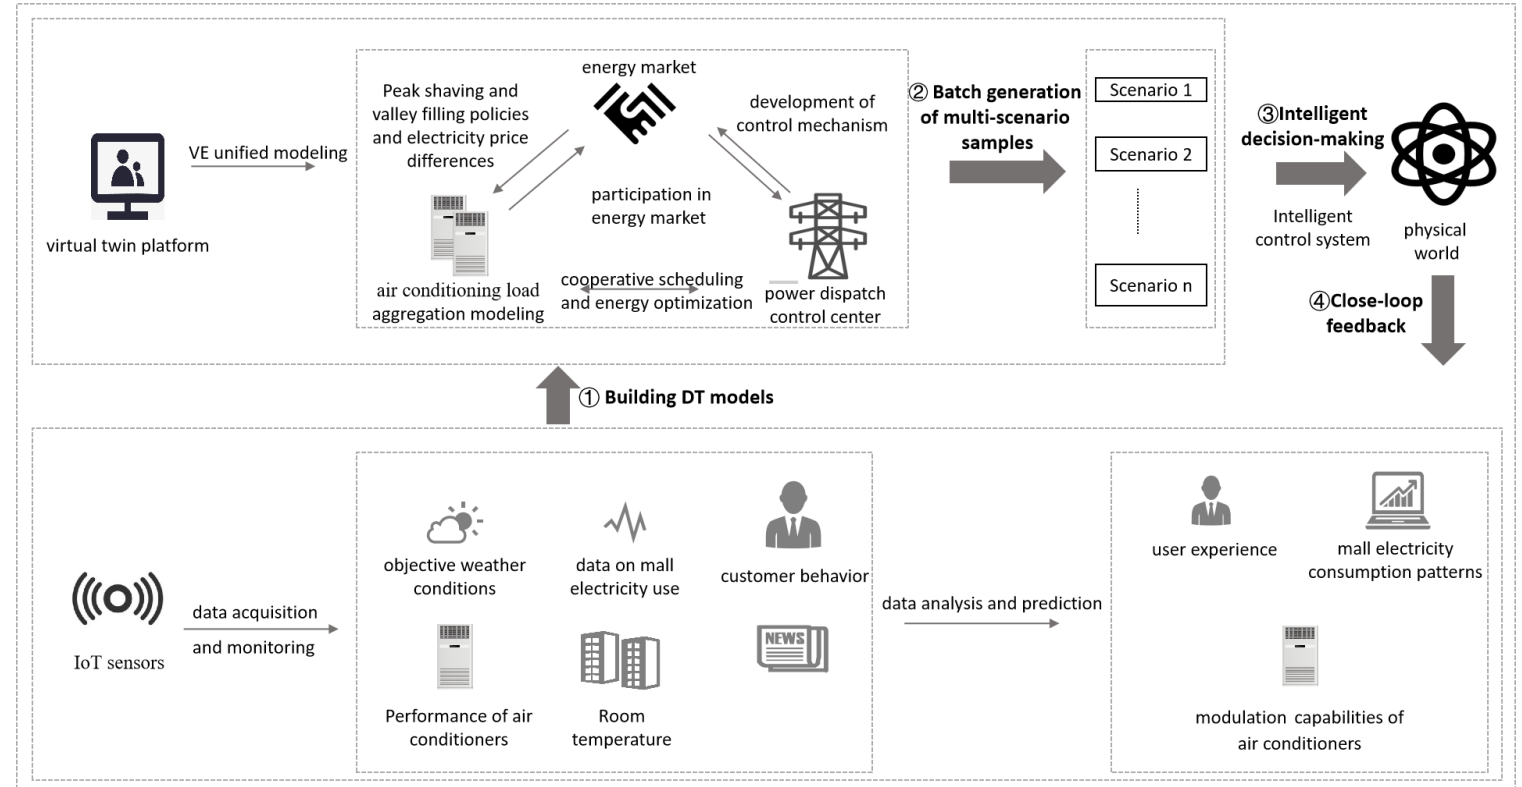 virtual twin platform
VE unified modeling
Peak shaving and
valley filling policies
and electricity price
differences
energy market
development of
control mechanism
participation in
energy market
air conditioning load
aggregation modeling
cooperative scheduling
and energy optimization
power dispatch
control center
② Batch generation
of multi-scenario
samples
Scenario 1
Scenario 2
Scenario n
③Intelligent
decision-making
Intelligent
control system
physical
world
④Close-loop
feedback
① Building DT models
IoT sensors
data acquisition
and monitoring
objective weather
conditions
data on mall
electricity use
customer behavior
Performance of air
conditioners
Room
temperature
NEWS
data analysis and prediction
user experience
mall electricity
consumption patterns
modulation capabilities of
air conditioners